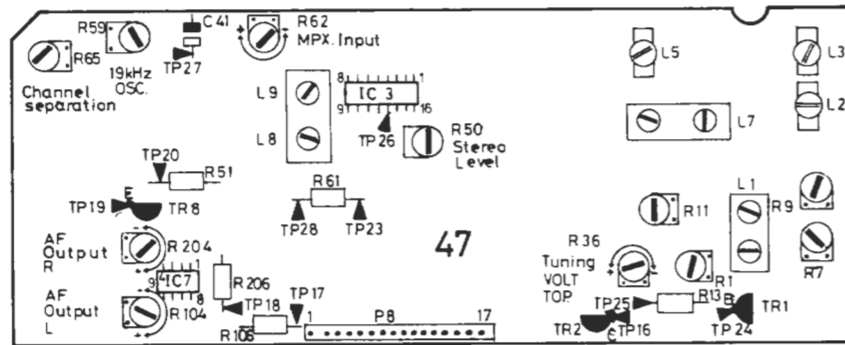 C41
R62
MPX. Input
R59
R65
TP27
19kHz
OSC.
Channel
separation
L5
L3
L2
L9
8 1
IC 3
9 16
L8
TP26
R50
Stereo
Level
L7
TP20
R51
R61
TP19
E
TR8
TP28
TP23
L1
R9
R11
47
AF
Output
R
R204
R36
Tuning
VOLT
TOP.
R7
R1
4 1
9 IC7
8
R206
AF
Output
L
R104
TP18
TP17
R106
1 P8 17
TP25
R13
B
TR1
TR2
C
TP16
TP24